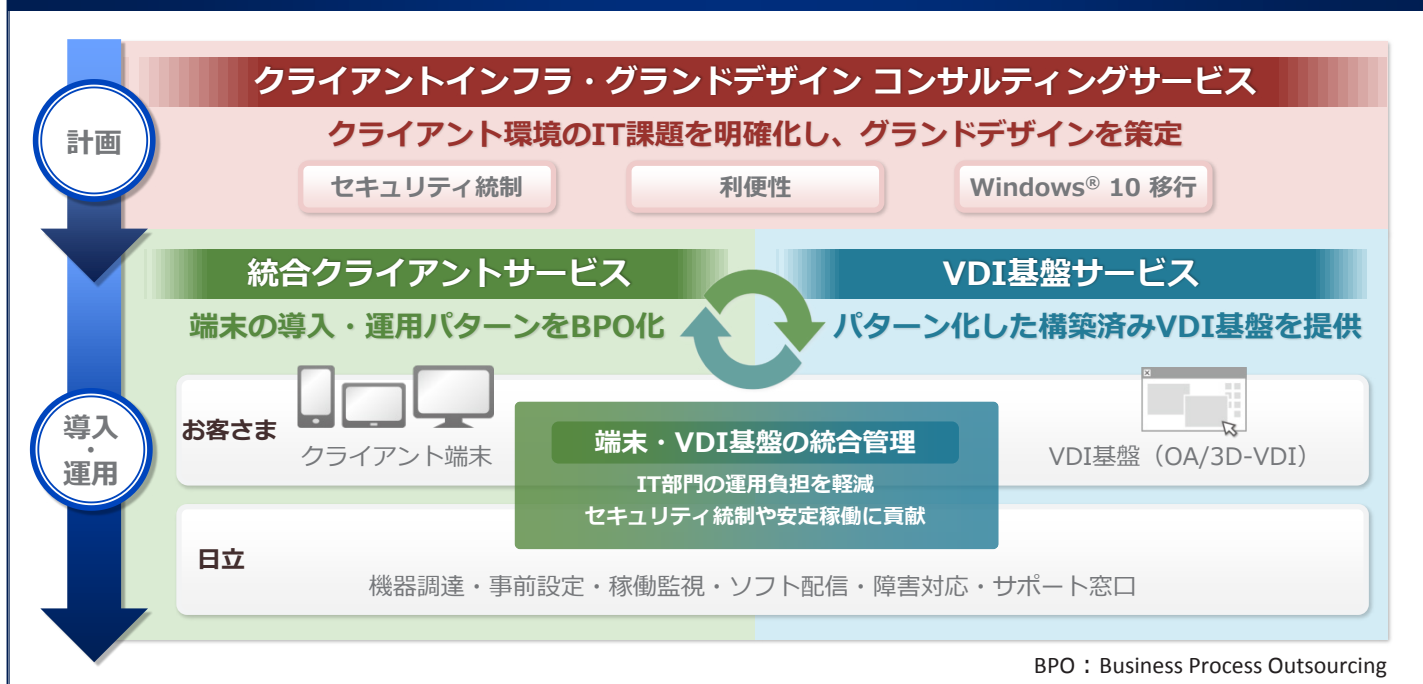 クライアントインフラ・グランドデザイン コンサルティングサービス
計画
クライアント環境のIT課題を明確化し、グランドデザインを策定
セキュリティ統制
利便性
Windows® 10 移行
統合クライアントサービス
端末の導入・運用パターンをBPO化
VDI基盤サービス
パターン化した構築済みVDI基盤を提供
導入
・
運用
お客さま
クライアント端末
端末・VDI基盤の統合管理
IT部門の運用負担を軽減
セキュリティ統制や安定稼働に貢献
VDI基盤（OA/3D-VDI）
日立
機器調達・事前設定・稼働監視・ソフト配信・障害対応・サポート窓口
BPO：Business Process Outsourcing